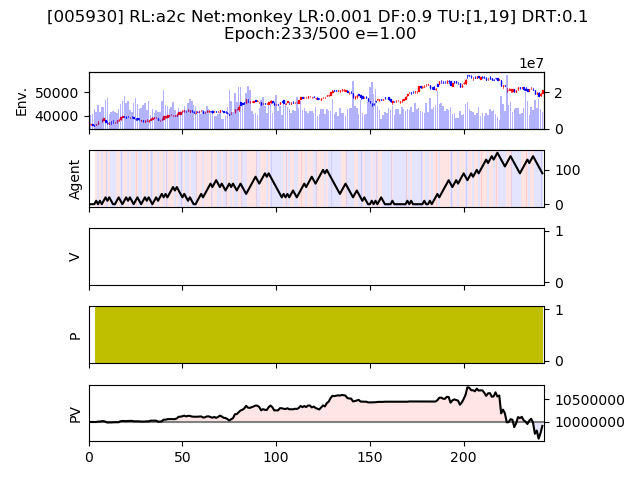 [005930] RL:a2c Net:monkey LR:0.001 DF:0.9 TU:[1,19] DRT:0.1
Epoch:233/500 e=1.00
1e7
Env.
50000
40000
2
0
Agent
100
0
V
1
0
P
1
0
PV
10500000
10000000
0
50
100
150
200